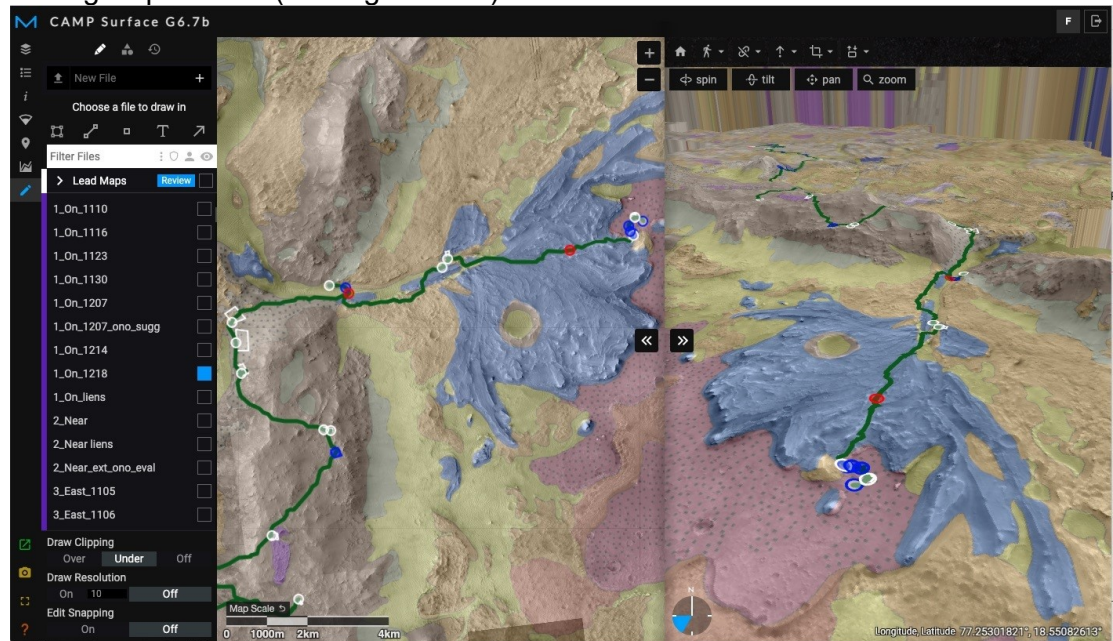 CAMP Surface G6.7b
F
New File +
Choose a file to draw in
T
Filter Files
Lead Maps Review
1_On_1110
1_On_1116
1_On_1123
1_On_1130
1_On_1207
1_On_1207_ono_sugg
1_On_1214
1_On_1218
1_On_liens
2_Near
2_Near liens
2_Near_ext_ono_eval
3_East_1105
3_East_1106
Draw Clipping
Over Under Off
Draw Resolution
On 10 Off
Edit Snapping
On Off
?
+
−
spin tilt pan zoom
«
»
Map Scale
0 1000m 2km 4km
N
Longitude, Latitude 77.25301821°, 18.55082613°